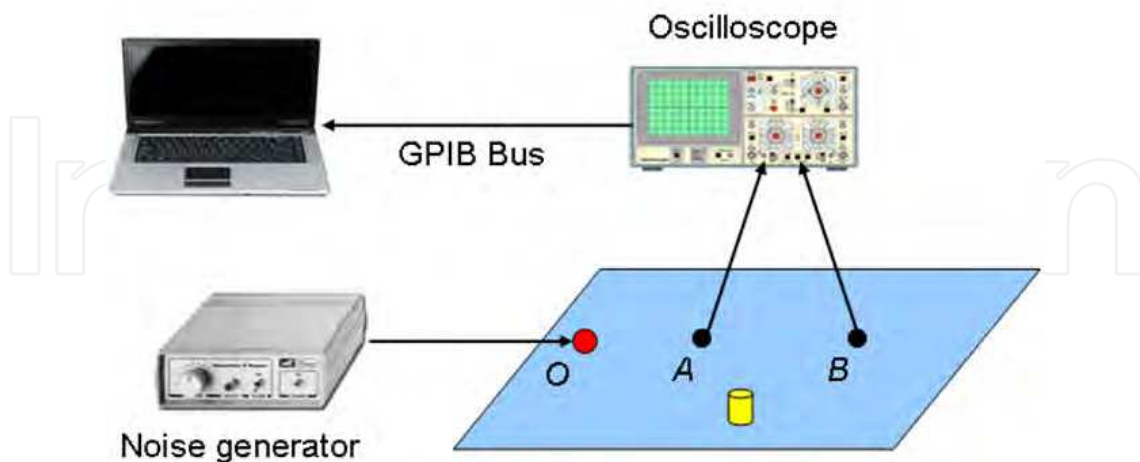 Oscilloscope
GPIB Bus
O
A
B
Noise generator